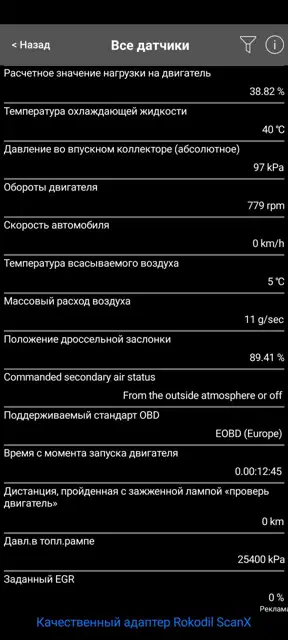 < Назад
Все датчики
Расчетное значение нагрузки на двигатель
38.82 %
Температура охлаждающей жидкости
40 °C
Давление во впускном коллекторе (абсолютное)
97 kPa
Обороты двигателя
779 rpm
Скорость автомобиля
0 km/h
Температура всасываемого воздуха
5 °C
Массовый расход воздуха
11 g/sec
Положение дроссельной заслонки
89.41 %
Commanded secondary air status
From the outside atmosphere or off
Поддерживаемый стандарт OBD
EOBD (Europe)
Время с момента запуска двигателя
0.00:12:45
Дистанция, пройденная с зажженной лампой «проверь
двигатель»
0 km
Давл.в топл.рампе
25400 kPa
Заданный EGR
0 %
Реклама
Качественный адаптер Rokodil ScanX